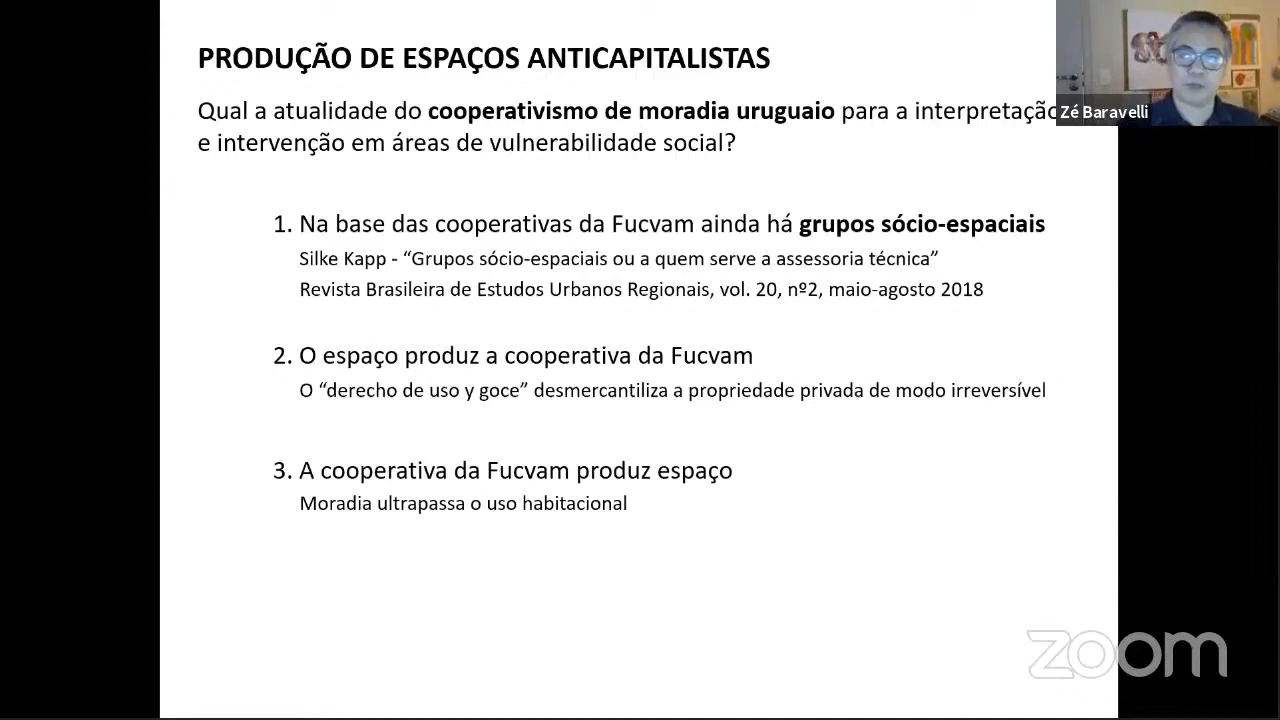 PRODUÇÃO DE ESPAÇOS ANTICAPITALISTAS
Qual a atualidade do cooperativismo de moradia uruguaio para a interpretação
e intervenção em áreas de vulnerabilidade social?
Zé Baravelli
1. Na base das cooperativas da Fucvam ainda há grupos sócio-espaciais
Silke Kapp - “Grupos sócio-espaciais ou a quem serve a assessoria técnica”
Revista Brasileira de Estudos Urbanos Regionais, vol. 20, nº2, maio-agosto 2018
2. O espaço produz a cooperativa da Fucvam
O “derecho de uso y goce” desmercantiliza a propriedade privada de modo irreversível
3. A cooperativa da Fucvam produz espaço
Moradia ultrapassa o uso habitacional
zoom